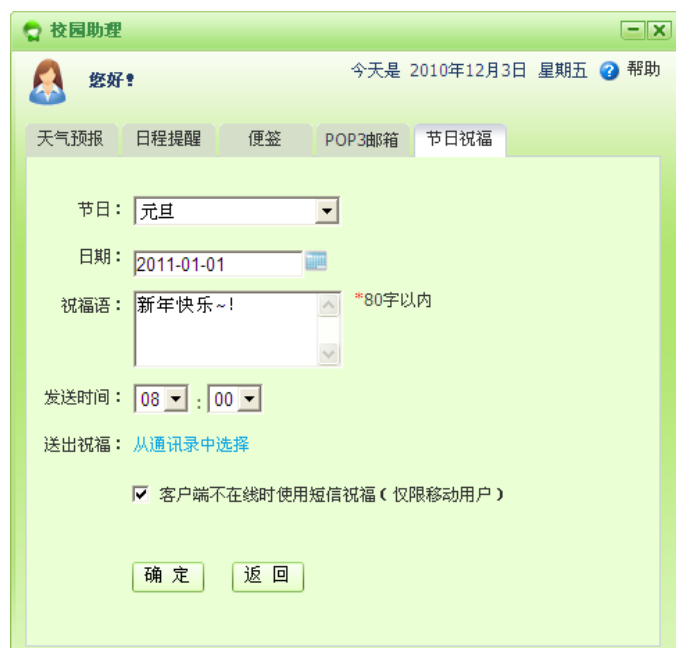 校园助理
您好！
今天是 2010年12月3日 星期五 帮助
天气预报 日程提醒 便签 POP3邮箱 节日祝福
节日： 元旦
日期： 2011-01-01
祝福语： 新年快乐~! *80字以内
发送时间： 08 : 00
送出祝福： 从通讯录中选择
客户端不在线时使用短信祝福(仅限移动用户)
确 定 返 回